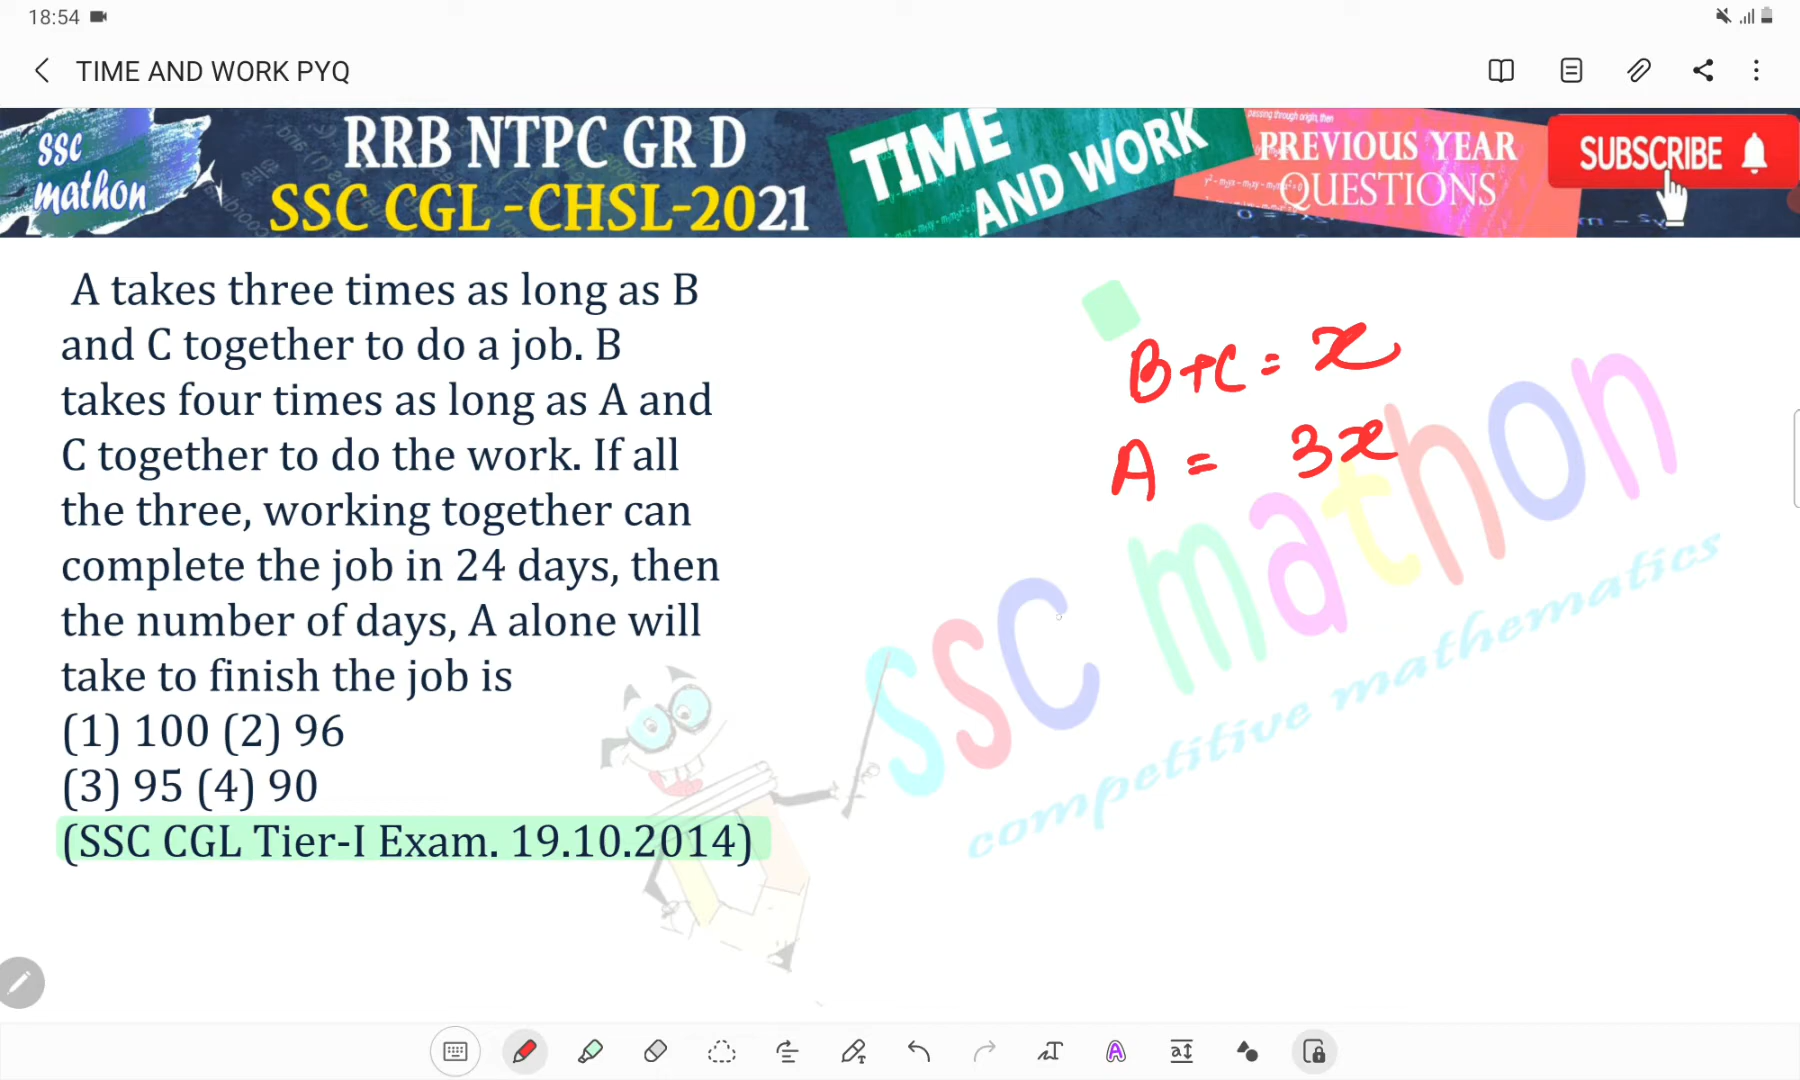 18:54
TIME AND WORK PYQ
SSC mathon
RRB NTPC GR D
SSC CGL -CHSL-2021
TIME AND WORK
PREVIOUS YEAR QUESTIONS
SUBSCRIBE
A takes three times as long as B
and C together to do a job. B
takes four times as long as A and
C together to do the work. If all
the three, working together can
complete the job in 24 days, then
the number of days, A alone will
take to finish the job is
(1) 100 (2) 96
(3) 95 (4) 90
(SSC CGL Tier-I Exam. 19.10.2014)
B+C = x
A = 3x
ssc mathon
competitive mathematics